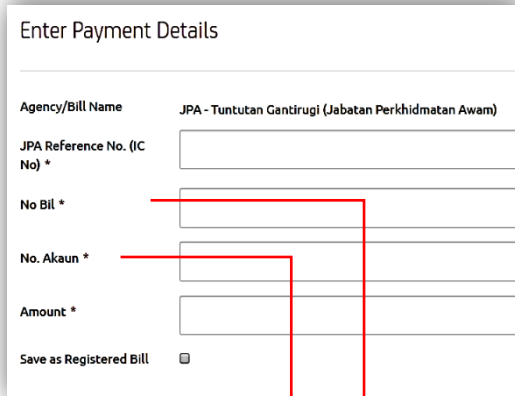 Enter Payment Details
Agency/Bill Name JPA - Tuntutan Gantirugi (Jabatan Perkhidmatan Awam)
JPA Reference No. (IC
No) *
No Bil *
No. Akaun *
Amount *
Save as Registered Bill